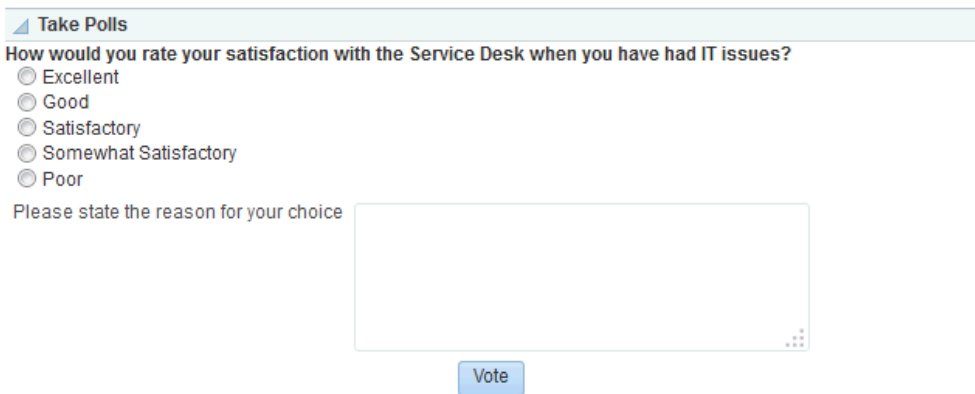 Take Polls
How would you rate your satisfaction with the Service Desk when you have had IT issues?
Excellent
Good
Satisfactory
Somewhat Satisfactory
Poor
Please state the reason for your choice
Vote